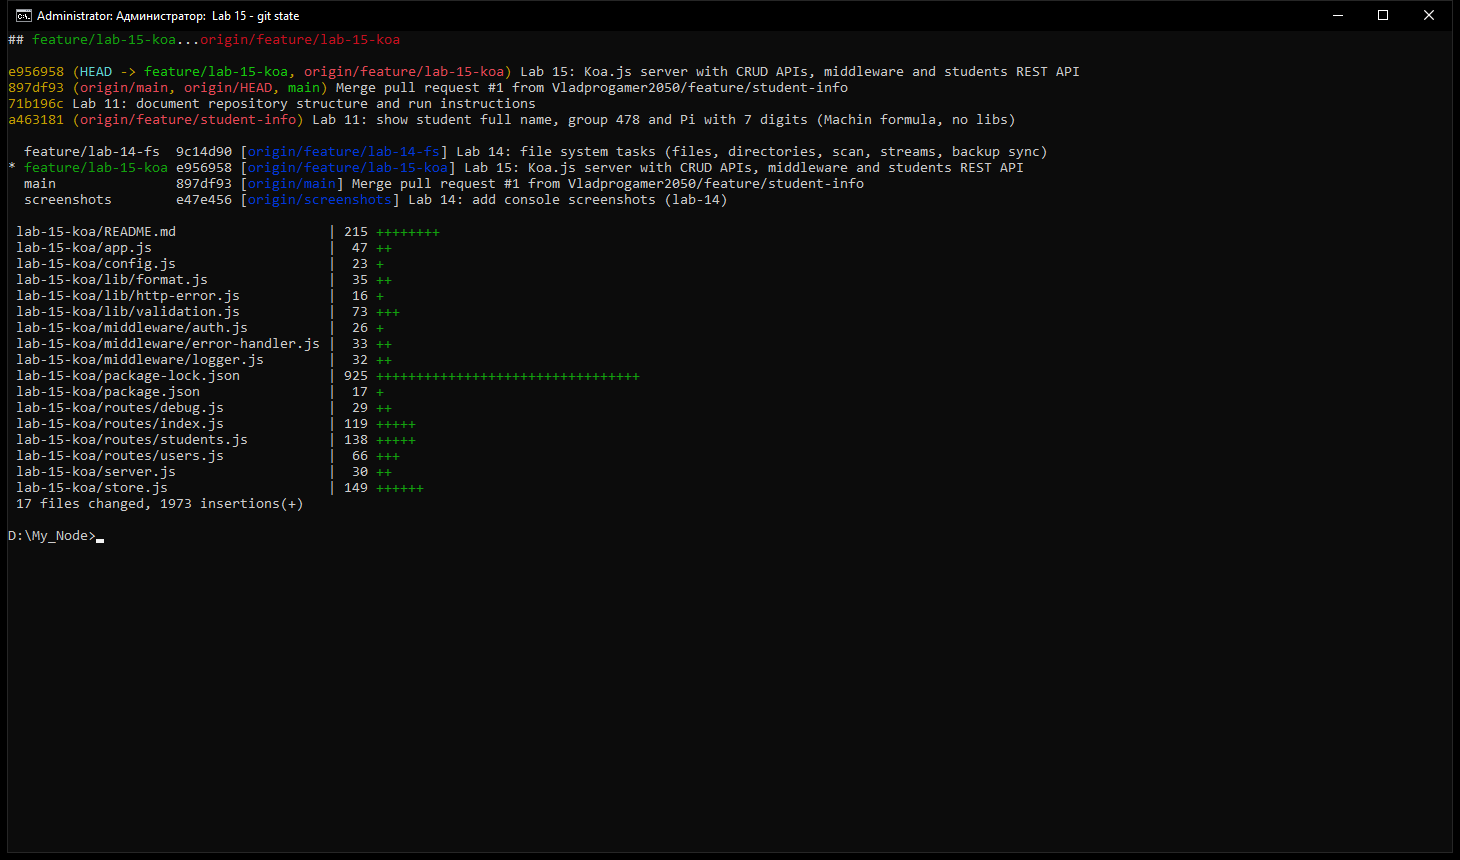 Administrator: Администратор:  Lab 15 - git state
## feature/lab-15-koa...origin/feature/lab-15-koa
e956958 (HEAD -> feature/lab-15-koa, origin/feature/lab-15-koa) Lab 15: Koa.js server with CRUD APIs, middleware and students REST API
897df93 (origin/main, origin/HEAD, main) Merge pull request #1 from Vladprogamer2050/feature/student-info
71b196c Lab 11: document repository structure and run instructions
a463181 (origin/feature/student-info) Lab 11: show student full name, group 478 and Pi with 7 digits (Machin formula, no libs)
  feature/lab-14-fs  9c14d90 [origin/feature/lab-14-fs] Lab 14: file system tasks (files, directories, scan, streams, backup sync)
* feature/lab-15-koa e956958 [origin/feature/lab-15-koa] Lab 15: Koa.js server with CRUD APIs, middleware and students REST API
  main               897df93 [origin/main] Merge pull request #1 from Vladprogamer2050/feature/student-info
  screenshots        e47e456 [origin/screenshots] Lab 14: add console screenshots (lab-14)
 lab-15-koa/README.md                   | 215 ++++++++
 lab-15-koa/app.js                      |  47 ++
 lab-15-koa/config.js                   |  23 +
 lab-15-koa/lib/format.js               |  35 ++
 lab-15-koa/lib/http-error.js           |  16 +
 lab-15-koa/lib/validation.js           |  73 +++
 lab-15-koa/middleware/auth.js          |  26 +
 lab-15-koa/middleware/error-handler.js |  33 ++
 lab-15-koa/middleware/logger.js        |  32 ++
 lab-15-koa/package-lock.json           | 925 +++++++++++++++++++++++++++++++++
 lab-15-koa/package.json                |  17 +
 lab-15-koa/routes/debug.js             |  29 ++
 lab-15-koa/routes/index.js             | 119 +++++
 lab-15-koa/routes/students.js          | 138 +++++
 lab-15-koa/routes/users.js             |  66 +++
 lab-15-koa/server.js                   |  30 ++
 lab-15-koa/store.js                    | 149 ++++++
 17 files changed, 1973 insertions(+)
D:\My_Node>